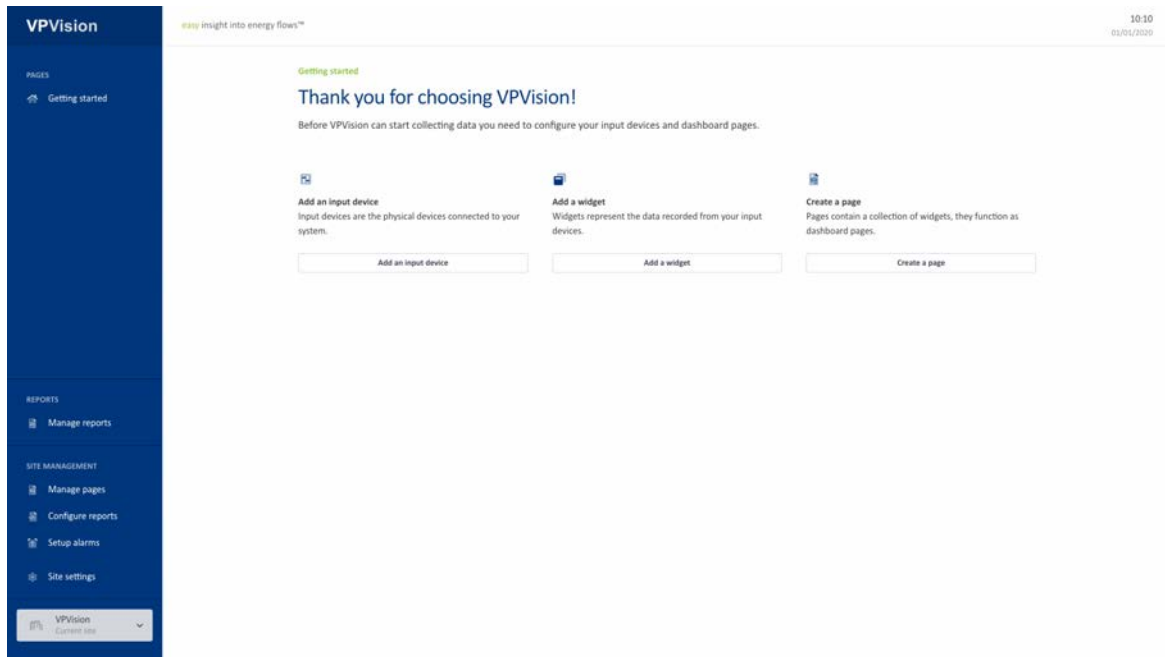 VPVision
easy insight into energy flows™
10:10
01/01/2020
PAGES
Getting started
Getting started
Thank you for choosing VPVision!
Before VPVision can start collecting data you need to configure your input devices and dashboard pages.
Add an input device
Input devices are the physical devices connected to your
system.
Add an input device
Add a widget
Widgets represent the data recorded from your input
devices.
Add a widget
Create a page
Pages contain a collection of widgets, they function as
dashboard pages.
Create a page
REPORTS
Manage reports
SITE MANAGEMENT
Manage pages
Configure reports
Setup alarms
Site settings
VPVision
Current site